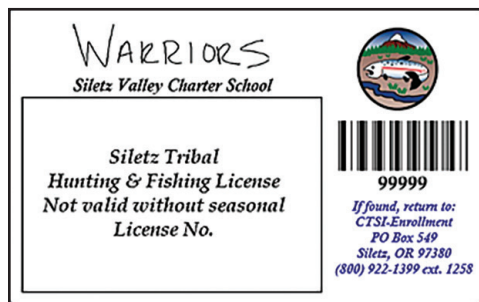 WARRIORS
Siletz Valley Charter School
Siletz Tribal
Hunting & Fishing License
Not valid without seasonal
License No.
99999
If found, return to:
CTSI-Enrollment
PO Box 549
Siletz, OR 97380
(800) 922-1399 ext. 1258